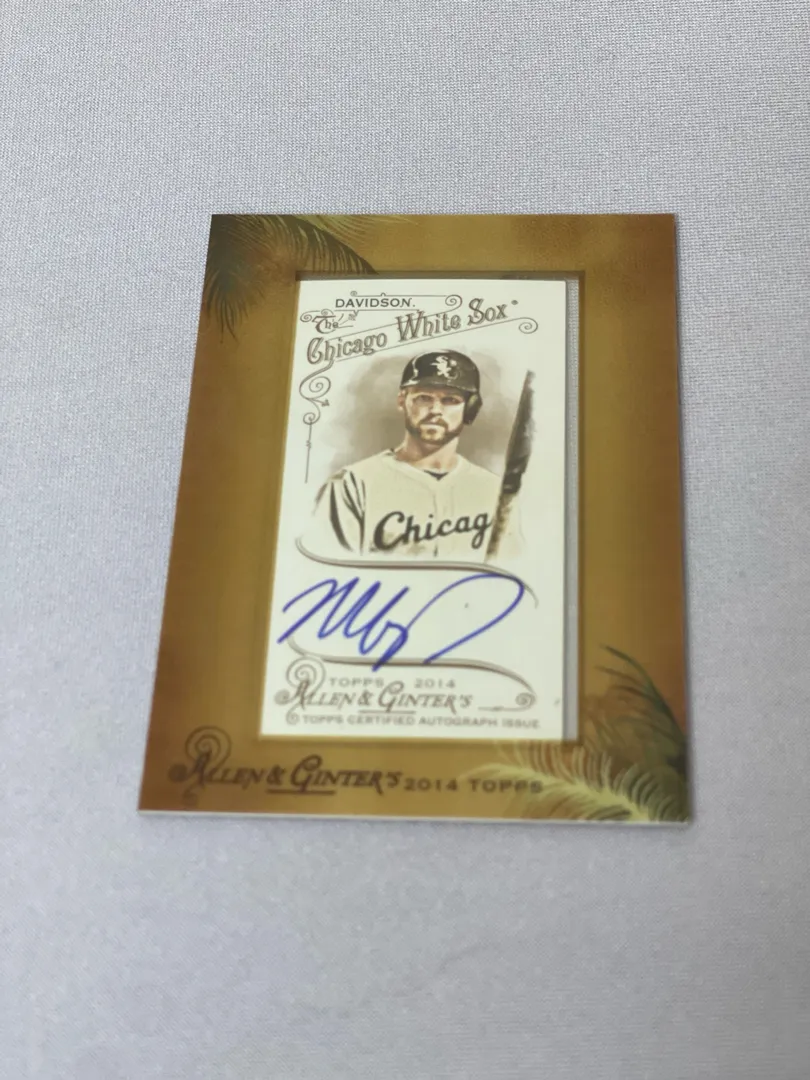 DAVIDSON.
The
Chicago White Sox
Chicag
TOPPS 2014
ALLEN & GINTER'S
TOPPS CERTIFIED AUTOGRAPH ISSUE
ALLEN & GINTER'S 2014 TOPPS